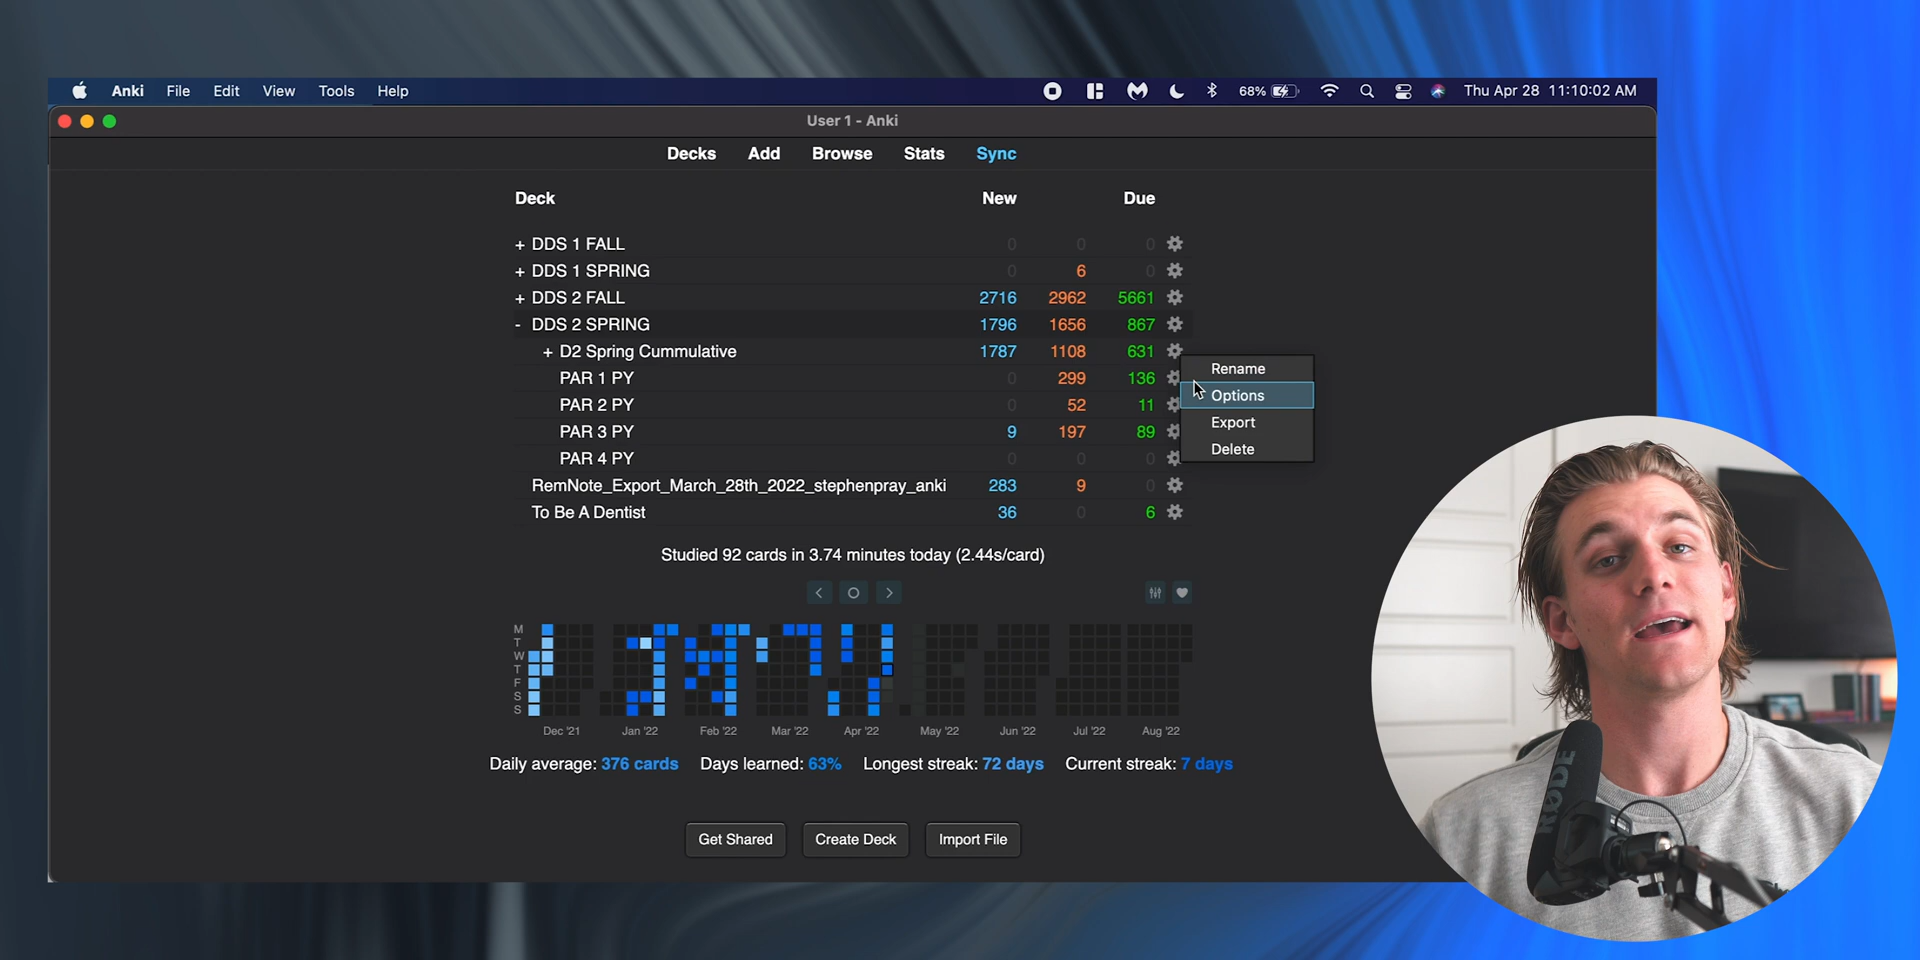 Anki File Edit View Tools Help 68% Thu Apr 28 11:10:02 AM
User 1 - Anki
Decks Add Browse Stats Sync
Deck New Due
+ DDS 1 FALL 0 0 0
+ DDS 1 SPRING 0 6 0
+ DDS 2 FALL 2716 2962 5661
- DDS 2 SPRING 1796 1656 867
+ D2 Spring Cummulative 1787 1108 631
Rename
PAR 1 PY 0 299 136
Options
PAR 2 PY 0 52 11
Export
PAR 3 PY 9 197 89
Delete
PAR 4 PY 0 0 0
RemNote_Export_March_28th_2022_stephenpray_anki 283 9 0
To Be A Dentist 36 0 6
Studied 92 cards in 3.74 minutes today (2.44s/card)
M
T
W
T
F
S
S
Dec '21 Jan '22 Feb '22 Mar '22 Apr '22 May '22 Jun '22 Jul '22 Aug '22
Daily average: 376 cards Days learned: 63% Longest streak: 72 days Current streak: 7 days
Get Shared Create Deck Import File
RØDE